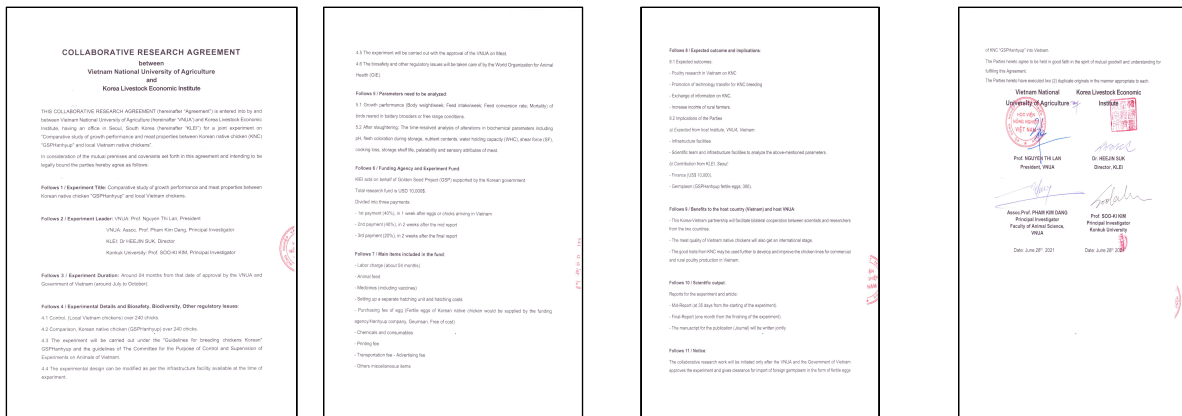 COLLABORATIVE RESEARCH AGREEMENT
between
Vietnam National University of Agriculture
and
Korea Livestock Economic Institute
THIS COLLABORATIVE RESEARCH AGREEMENT (hereinafter "Agreement") is entered into by and
between Vietnam National University of Agriculture (hereinafter "VNUA") and Korea Livestock Economic
Institute, having an office in Seoul, South Korea (hereinafter "KLEI") for a joint experiment on
"Comparative study of growth performance and meat properties between Korean native chicken (KNC)
"GSPHanhyup" and local Vietnam native chickens".
In consideration of the mutual premises and covenants set forth in this agreement and intending to be
legally bound the parties hereby agree as follows:
Follows 1 / Experiment Title: Comparative study of growth performance and meat properties between
Korean native chicken "GSPHanhyup" and local Vietnam chickens.
Follows 2 / Experiment Leader: VNUA: Prof. Nguyen Thi Lan, President
VNUA: Assoc. Prof. Pham Kim Dang, Principal Investigator
KLEI: Dr HEEJIN SUK, Director
Konkuk University: Prof. SOO-KI KIM, Principal Investigator
Follows 3 / Experiment Duration: Around 04 months from that date of approval by the VNUA and
Government of Vietnam (around July to October)
Follows 4 / Experimental Details and Biosafety, Biodiversity, Other regulatory Issues:
4.1 Control, (Local Vietnam chickens) over 240 chicks.
4.2 Comparison, Korean native chicken (GSPHanhyup) over 240 chicks.
4.3 The experiment will be carried out under the "Guidelines for breeding chickens Korean"
GSPHanhyup and the guidelines of The Committee for the Purpose of Control and Supervision of
Experiments on Animals of Vietnam.
4.4 The experimental design can be modified as per the infrastructure facility available at the time of
experiment.
4.5 The experiment will be carried out with the approval of the VNUA on Meat.
4.6 The biosafety and other regulatory issues will be taken care of by the World Organization for Animal
Health (OIE).
Follows 5 / Parameters need to be analyzed:
5.1 Growth performance (Body weight/week; Feed intake/week; Feed conversion rate; Mortality) of
birds reared in battery brooders or free range conditions.
5.2 After slaughtering: The time-resolved analysis of alterations in biochemical parameters including
pH, flesh coloration during storage, nutrient contents, water holding capacity (WHC), shear force (SF),
cooking loss, storage shelf life, palatability and sensory attributes of meat.
Follows 6 / Funding Agency and Experiment Fund:
KEI sold on behalf of Golden Seed Project (GSP) supported by the Korean government.
Total research fund is USD 10,000$.
Divided into three payments:
- 1st payment (40%), in 1 week after eggs or chicks arriving in Vietnam
- 2nd payment (40%), in 2 weeks after the mid report
- 3rd payment (20%), in 2 weeks after the final report
Follows 7 / Main items included in the fund:
- Labor charge (about 04 months)
- Animal feed
- Medicines (including vaccines)
- Setting up a separate hatching unit and hatching costs
- Purchasing fee of egg (Fertile eggs of Korean native chicken would be supplied by the funding
agency/Hanhyup company, Geumsan. Free of cost)
- Chemicals and consumables
- Printing fee
- Transportation fee - Advertising fee
- Others miscellaneous items
Follows 8 / Expected outcome and implications:
8.1 Expected outcomes:
- Poultry research in Vietnam on KNC
- Promotion of technology transfer for KNC breeding
- Exchange of information on KNC.
- Increase income of rural farmers.
8.2 Implications of the Parties
a) Expected from host Institute, VNUA, Vietnam:
- Infrastructure facilities
- Scientific team and infrastructure facilities to analyze the above-mentioned parameters.
b) Contribution from KLEI, Seoul:
- Finance (US$ 10,000).
- Germplasm (GSPHanhyup fertile eggs: 300).
Follows 9 / Benefits to the host country (Vietnam) and host VNUA:
- This Korea-Vietnam partnership will facilitate bilateral cooperation between scientists and researchers
from the two countries.
- The meat quality of Vietnam native chickens will also get an international stage.
- The good traits from KNC may be used further to develop and improve the chicken lines for commercial
and rural poultry production in Vietnam.
Follows 10 / Scientific output:
Reports for the experiment and article:
- Mid-Report (at 35 days from the starting of the experiment).
- Final-Report (one month from the finishing of the experiment).
- The manuscript for the publication (Journal) will be written jointly.
Follows 11 / Notice:
The collaborative research work will be initiated only after the VNUA and the Government of Vietnam
approves the experiment and gives clearance for import of foreign germplasm in the form of fertile eggs
of KNC "GSPHanhyup" into Vietnam.
The Parties hereto agreed to be held in good faith in the spirit of mutual goodwill and understanding for
fulfilling this Agreement.
The Parties hereto have executed two (2) duplicate originals in the manner appropriate to each.
Vietnam National Korea Livestock Economic
University of Agriculture Institute
HỌC VIỆN
NÔNG NGHIỆP
VIỆT NAM
Prof. NGUYEN THI LAN Dr. HEEJIN SUK
President, VNUA Director, KLEI
Assoc.Prof. PHAM KIM DANG Prof. SOO-KI KIM
Principal Investigator Principal Investigator
Faculty of Animal Science, Konkuk University
VNUA
Date: June 28th 2021 Date: June 28th 2021